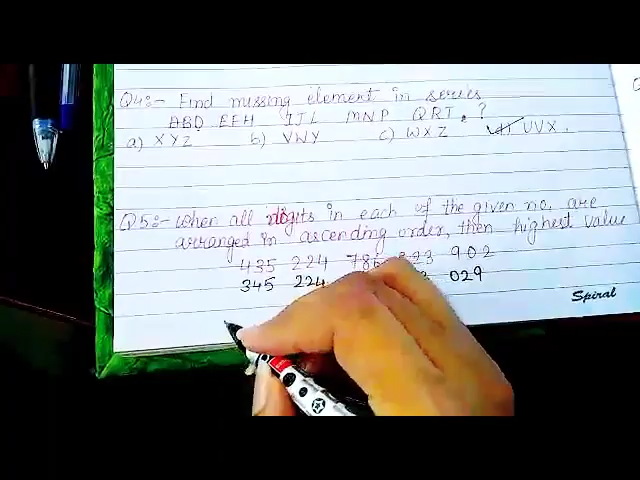 Q4:- Find missing element in series
ABD EFH IJL MNP QRT, ?
a) XYZ b) VWY c) WXZ d) UVX.
Q5:- When all digits in each of the given no. are
arranged in ascending order, then highest value
435 224 786 323 902
345 224 029
Spiral